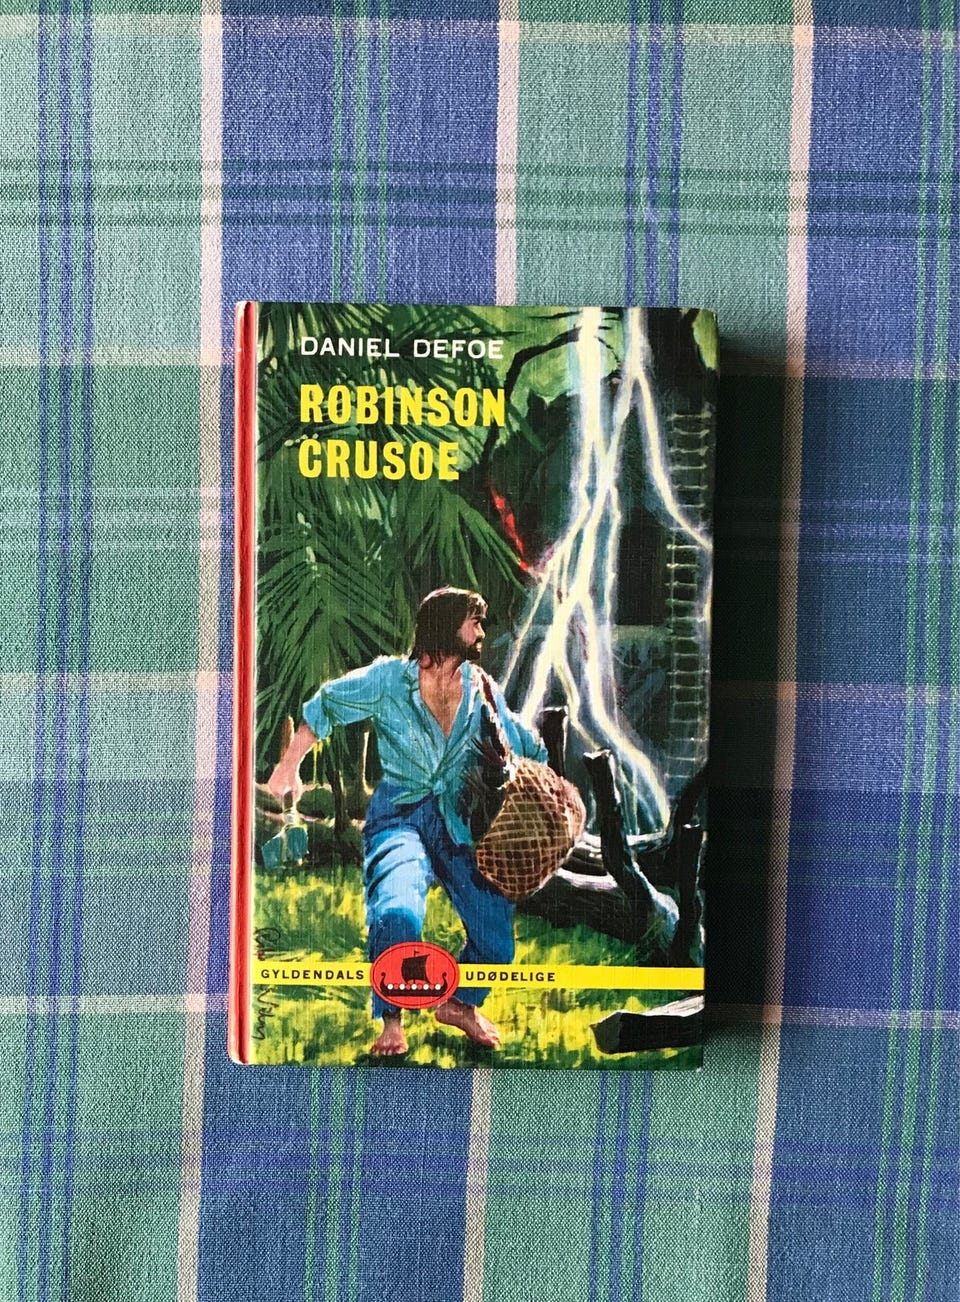 DANIEL DEFOE
ROBINSON
CRUSOE
GYLDENDALS UDØDELIGE